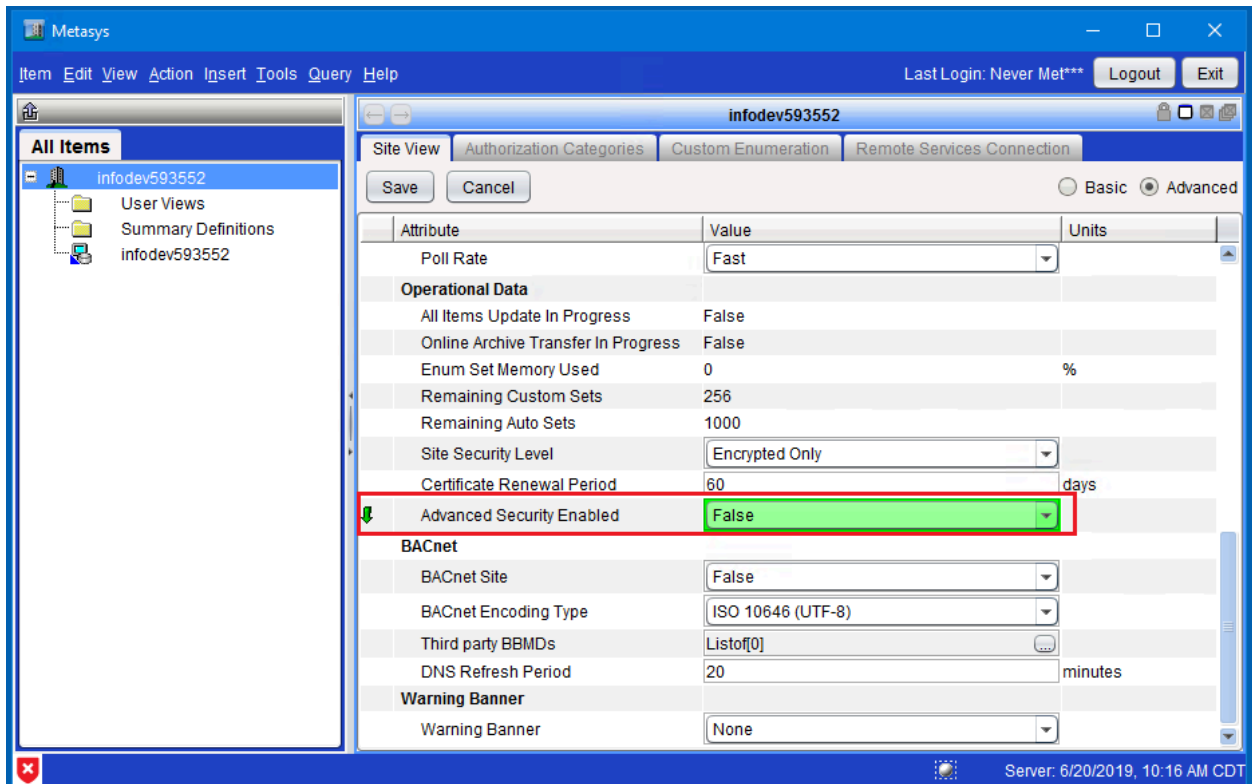 Metasys
Item Edit View Action Insert Tools Query Help Last Login: Never Met*** Logout Exit
infodev593552
All Items
infodev593552
User Views
Summary Definitions
infodev593552
Site View Authorization Categories Custom Enumeration Remote Services Connection
Save Cancel Basic Advanced
Attribute Value Units
Poll Rate Fast
Operational Data
All Items Update In Progress False
Online Archive Transfer In Progress False
Enum Set Memory Used 0 %
Remaining Custom Sets 256
Remaining Auto Sets 1000
Site Security Level Encrypted Only
Certificate Renewal Period 60 days
Advanced Security Enabled False
BACnet
BACnet Site False
BACnet Encoding Type ISO 10646 (UTF-8)
Third party BBMDs Listof[0] ...
DNS Refresh Period 20 minutes
Warning Banner
Warning Banner None
Server: 6/20/2019, 10:16 AM CDT